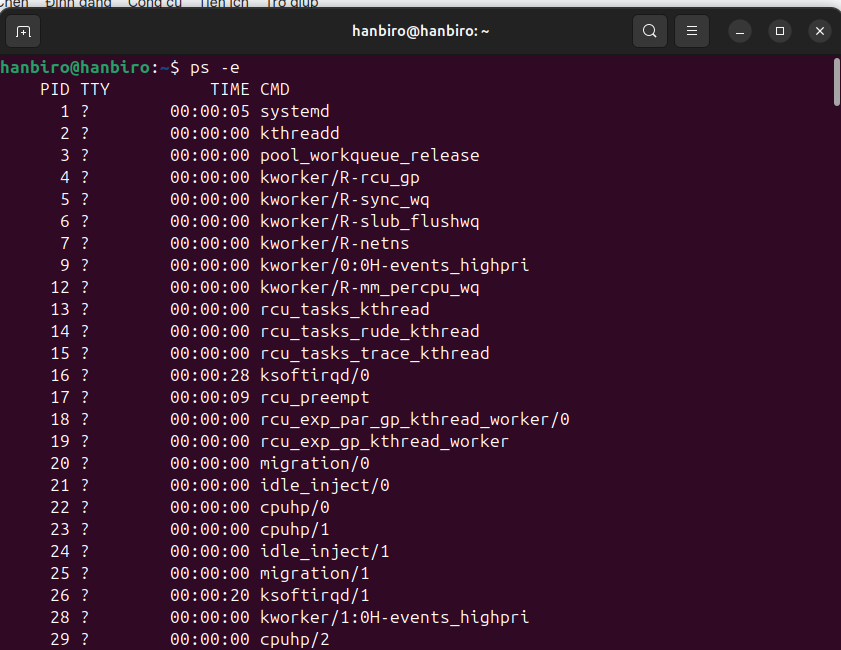 Định dạng Công cụ Tiện ích Trợ giúp
hanbiro@hanbiro: ~
hanbiro@hanbiro:~$ ps -e
PID TTY TIME CMD
1 ? 00:00:05 systemd
2 ? 00:00:00 kthreadd
3 ? 00:00:00 pool_workqueue_release
4 ? 00:00:00 kworker/R-rcu_gp
5 ? 00:00:00 kworker/R-sync_wq
6 ? 00:00:00 kworker/R-slub_flushwq
7 ? 00:00:00 kworker/R-netns
9 ? 00:00:00 kworker/0:0H-events_highpri
12 ? 00:00:00 kworker/R-mm_percpu_wq
13 ? 00:00:00 rcu_tasks_kthread
14 ? 00:00:00 rcu_tasks_rude_kthread
15 ? 00:00:00 rcu_tasks_trace_kthread
16 ? 00:00:28 ksoftirqd/0
17 ? 00:00:09 rcu_preempt
18 ? 00:00:00 rcu_exp_par_gp_kthread_worker/0
19 ? 00:00:00 rcu_exp_gp_kthread_worker
20 ? 00:00:00 migration/0
21 ? 00:00:00 idle_inject/0
22 ? 00:00:00 cpuhp/0
23 ? 00:00:00 cpuhp/1
24 ? 00:00:00 idle_inject/1
25 ? 00:00:00 migration/1
26 ? 00:00:20 ksoftirqd/1
28 ? 00:00:00 kworker/1:0H-events_highpri
29 ? 00:00:00 cpuhp/2